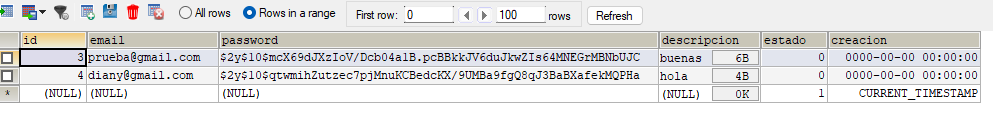 All rows Rows in a range First row: 0 100 rows Refresh
id email password descripcion estado creacion
3 prueba@gmail.com $2y$10$mcX69dJXzIoV/Dcb04alB.pcBBkkJV6duJkwZIs64MNEGrMBNbUJC buenas 6B 0 0000-00-00 00:00:00
4 diany@gmail.com $2y$10$qtwmihZutzec7pjMnuKCBedcKX/9UMBa9fgQ8qJ3BaBXafekMQPHa hola 4B 0 0000-00-00 00:00:00
* (NULL) (NULL) (NULL) (NULL) 0K 1 CURRENT_TIMESTAMP